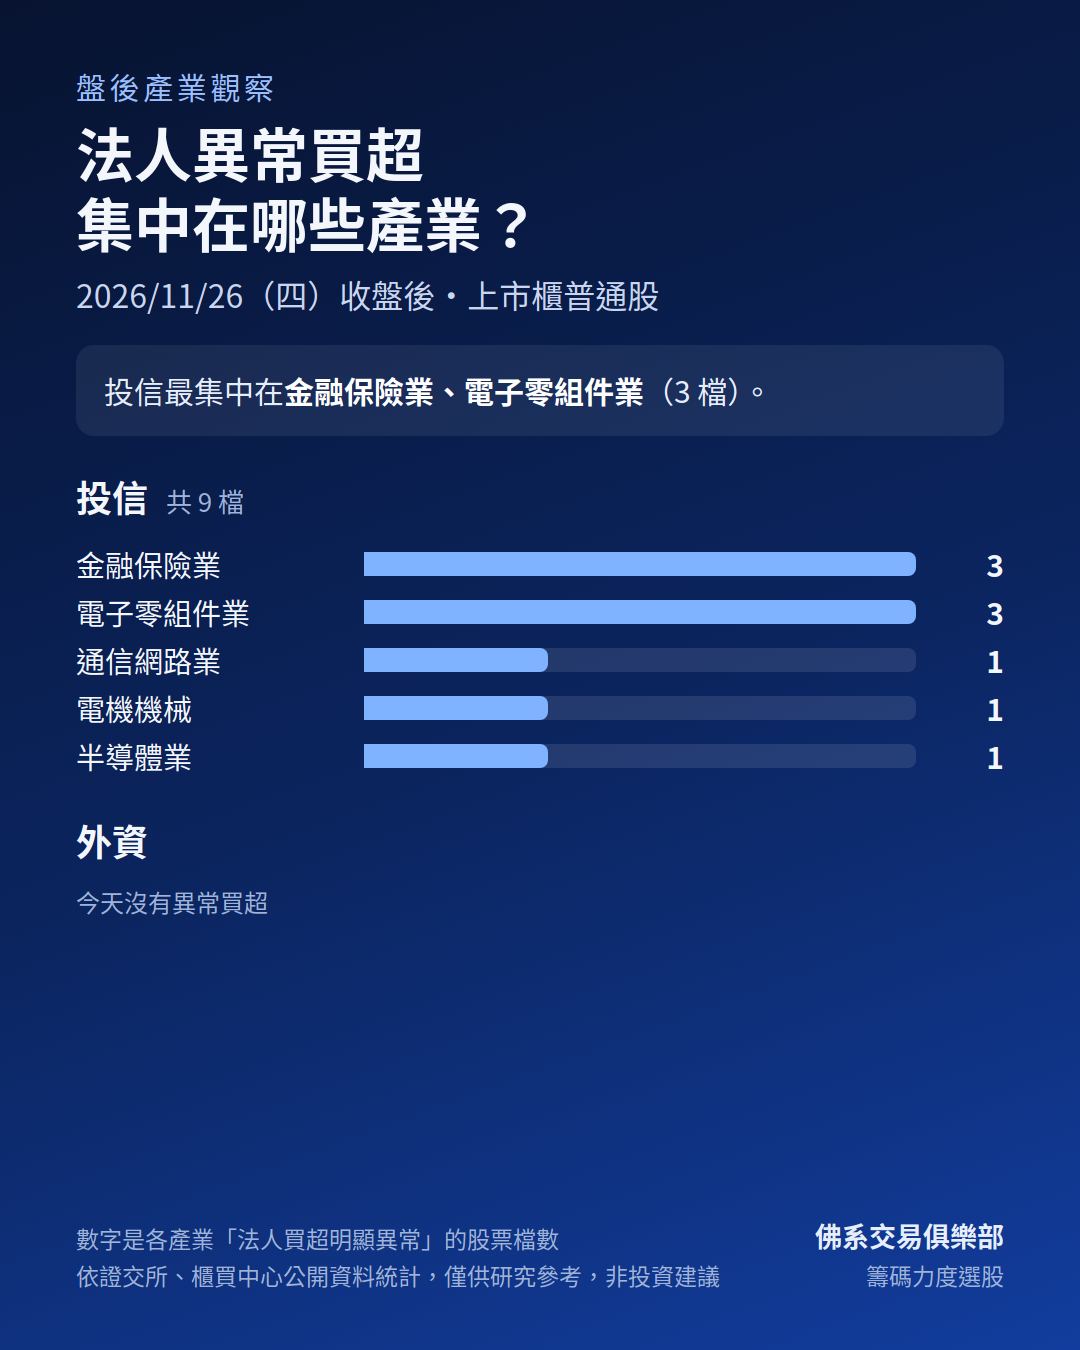 盤後產業觀察
法人異常買超
集中在哪些產業？
2026/11/26（四）收盤後・上市櫃普通股
投信最集中在金融保險業、電子零組件業（3 檔）。
投信 共 9 檔
金融保險業 3
電子零組件業 3
通信網路業 1
電機機械 1
半導體業 1
外資
今天沒有異常買超
數字是各產業「法人買超明顯異常」的股票檔數
依證交所、櫃買中心公開資料統計，僅供研究參考，非投資建議
佛系交易俱樂部
籌碼力度選股